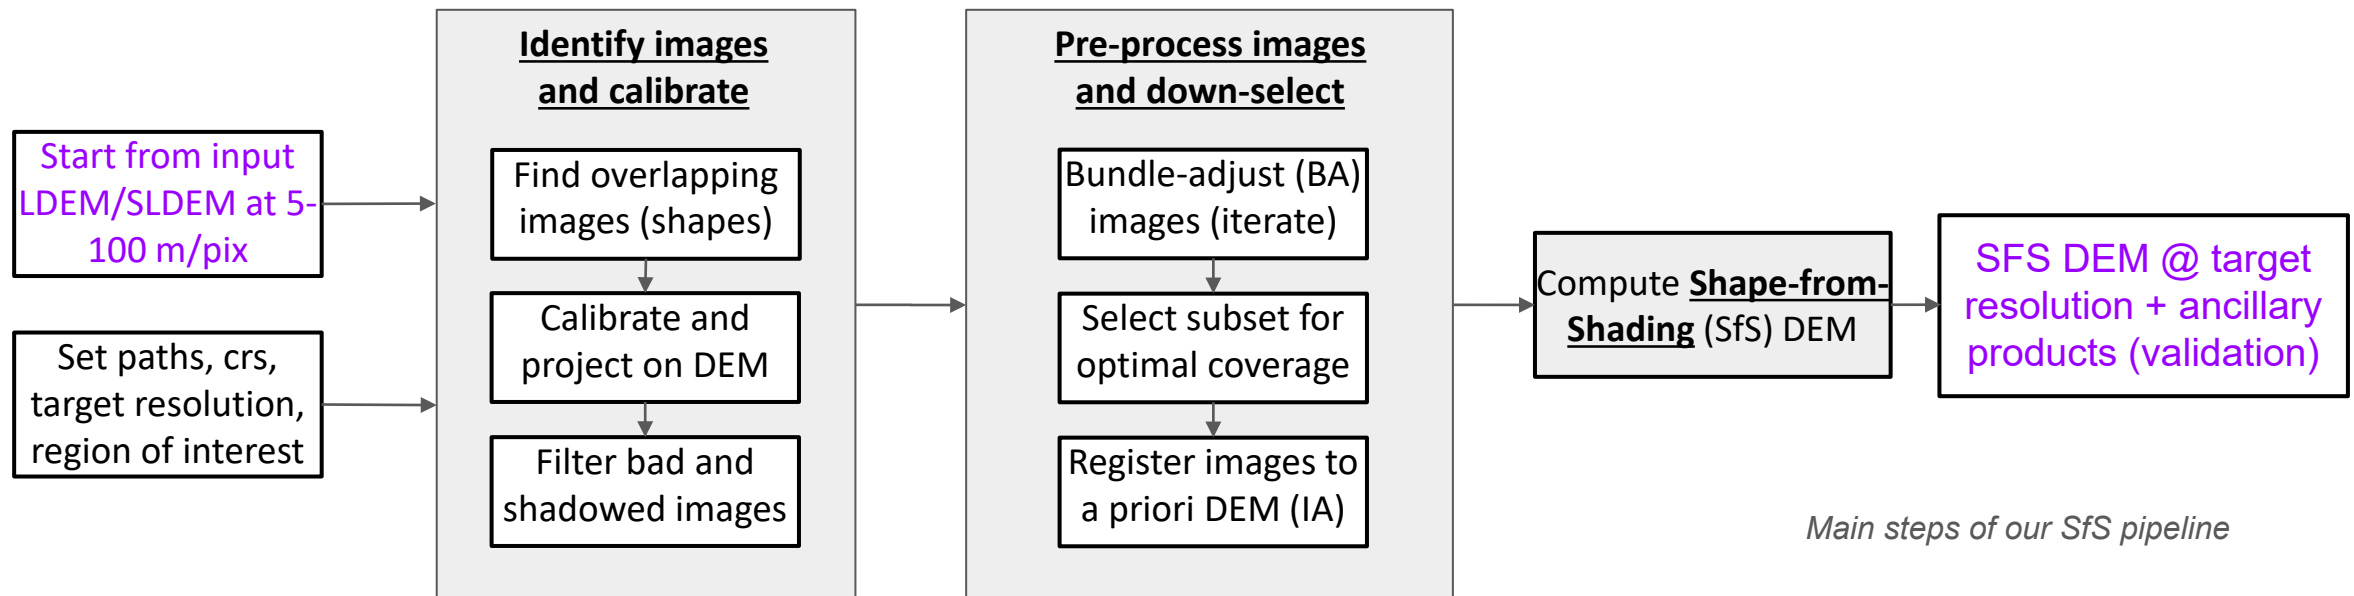 Start from input
LDEM/SLDEM at 5-
100 m/pix
Set paths, crs,
target resolution,
region of interest
Identify images
and calibrate
Find overlapping
images (shapes)
Calibrate and
project on DEM
Filter bad and
shadowed images
Pre-process images
and down-select
Bundle-adjust (BA)
images (iterate)
Select subset for
optimal coverage
Register images to
a priori DEM (IA)
Compute Shape-from-
Shading (SfS) DEM
SFS DEM @ target
resolution + ancillary
products (validation)
Main steps of our SfS pipeline